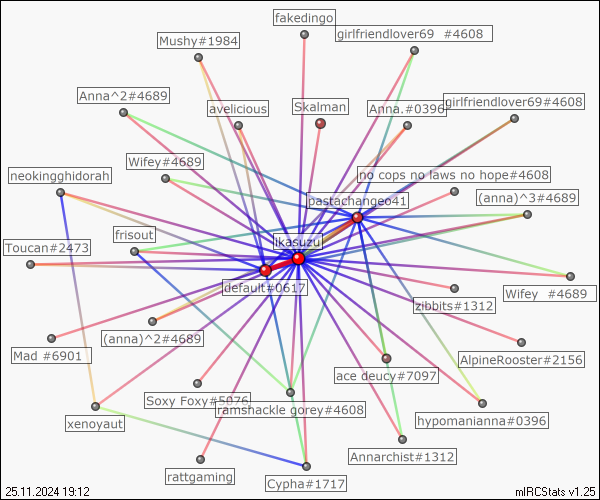 fakedingo
girlfriendlover69 #4608
Mushy#1984
Anna^2#4689
avelicious
Skalman
Anna.#0396
girlfriendlover69#4608
Wifey#4689
no cops no laws no hope#4608
neokingghidorah
pastachangeo41
(anna)^3#4689
frisout
likasuzu
Toucan#2473
default#0617
Wifey #4689
zibbits#1312
(anna)^2#4689
Mad #6901
AlpineRooster#2156
ace deucy#7097
Soxy Foxy#5076
ramshackle gorey#4608
hypomanianna#0396
xenoyaut
Annarchist#1312
rattgaming
Cypha#1717
25.11.2024 19:12
mIRCStats v1.25